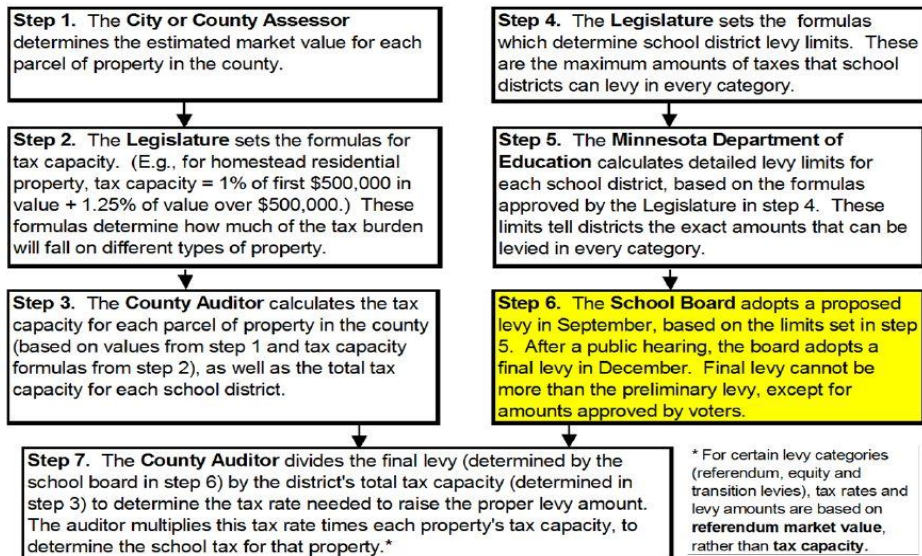 Step 1. The City or County Assessor
determines the estimated market value for each
parcel of property in the county.
Step 2. The Legislature sets the formulas for
tax capacity. (E.g., for homestead residential
property, tax capacity = 1% of first $500,000 in
value + 1.25% of value over $500,000.) These
formulas determine how much of the tax burden
will fall on different types of property.
Step 3. The County Auditor calculates the tax
capacity for each parcel of property in the county
(based on values from step 1 and tax capacity
formulas from step 2), as well as the total tax
capacity for each school district.
Step 4. The Legislature sets the formulas
which determine school district levy limits. These
are the maximum amounts of taxes that school
districts can levy in every category.
Step 5. The Minnesota Department of
Education calculates detailed levy limits for
each school district, based on the formulas
approved by the Legislature in step 4. These
limits tell districts the exact amounts that can be
levied in every category.
Step 6. The School Board adopts a proposed
levy in September, based on the limits set in step
5. After a public hearing, the board adopts a
final levy in December. Final levy cannot be
more than the preliminary levy, except for
amounts approved by voters.
Step 7. The County Auditor divides the final levy (determined by the
school board in step 6) by the district's total tax capacity (determined in
step 3) to determine the tax rate needed to raise the proper levy amount.
The auditor multiplies this tax rate times each property's tax capacity, to
determine the school tax for that property.*
* For certain levy categories
(referendum, equity and
transition levies), tax rates and
levy amounts are based on
referendum market value,
rather than tax capacity.